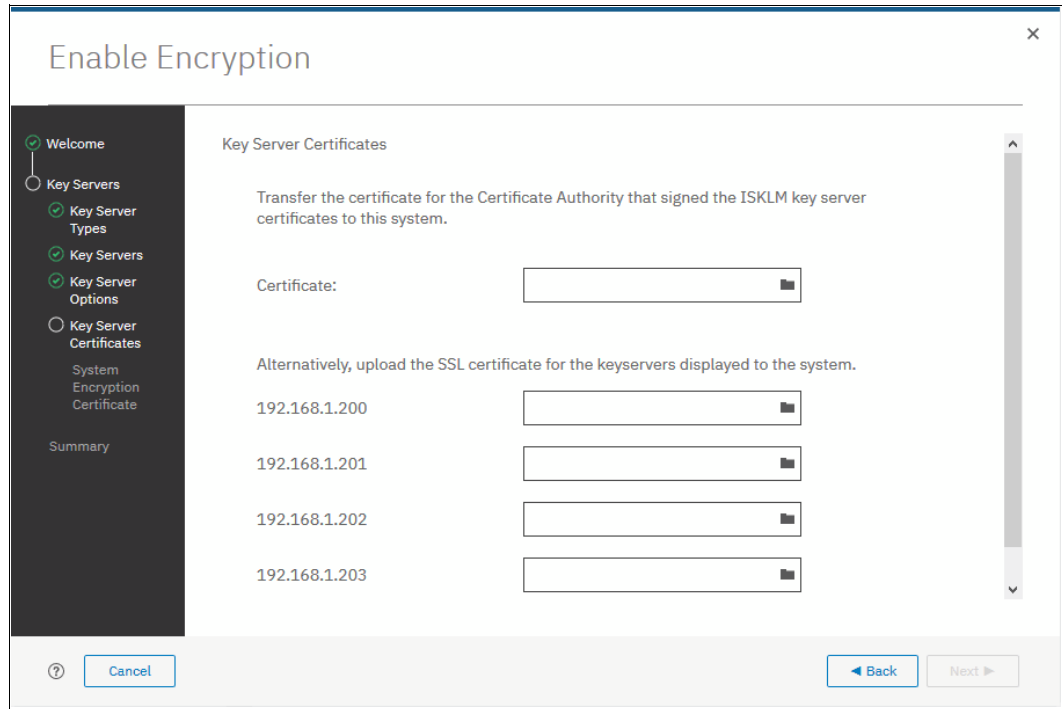 Enable Encryption
Welcome
Key Servers
Key Server
Types
Key Servers
Key Server
Options
Key Server
Certificates
System
Encryption
Certificate
Summary
Key Server Certificates
Transfer the certificate for the Certificate Authority that signed the ISKLM key server
certificates to this system.
Certificate:
Alternatively, upload the SSL certificate for the keyservers displayed to the system.
192.168.1.200
192.168.1.201
192.168.1.202
192.168.1.203
? Cancel
Back
Next